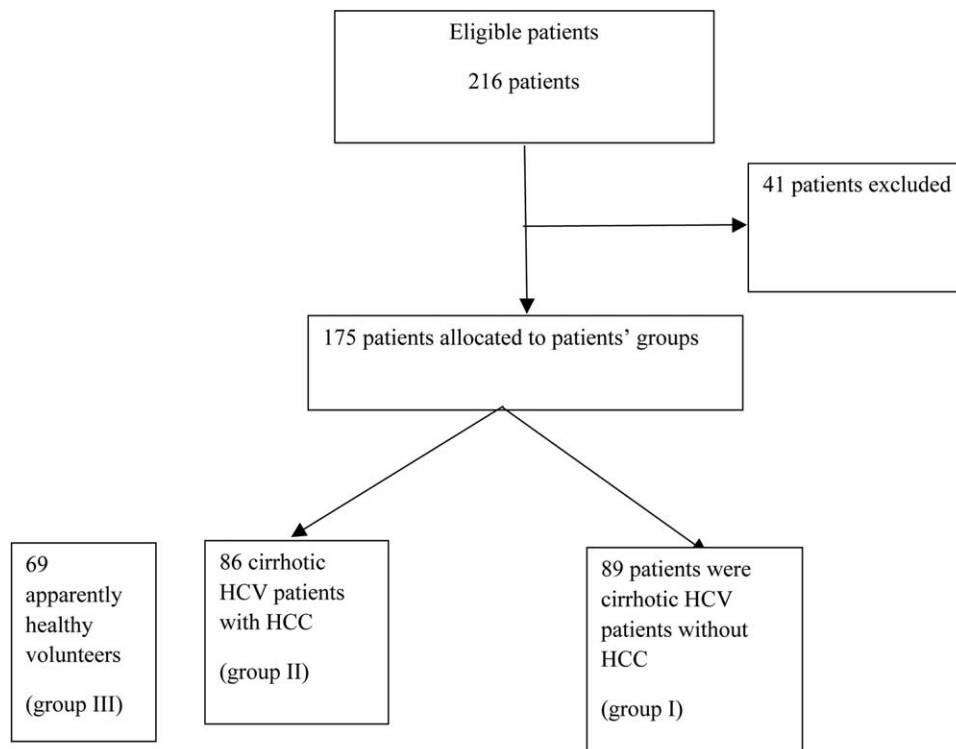 Eligible patients
216 patients
41 patients excluded
175 patients allocated to patients’ groups
69
apparently
healthy
volunteers
(group III)
86 cirrhotic
HCV patients
with HCC
(group II)
89 patients were
cirrhotic HCV
patients without
HCC
(group I)